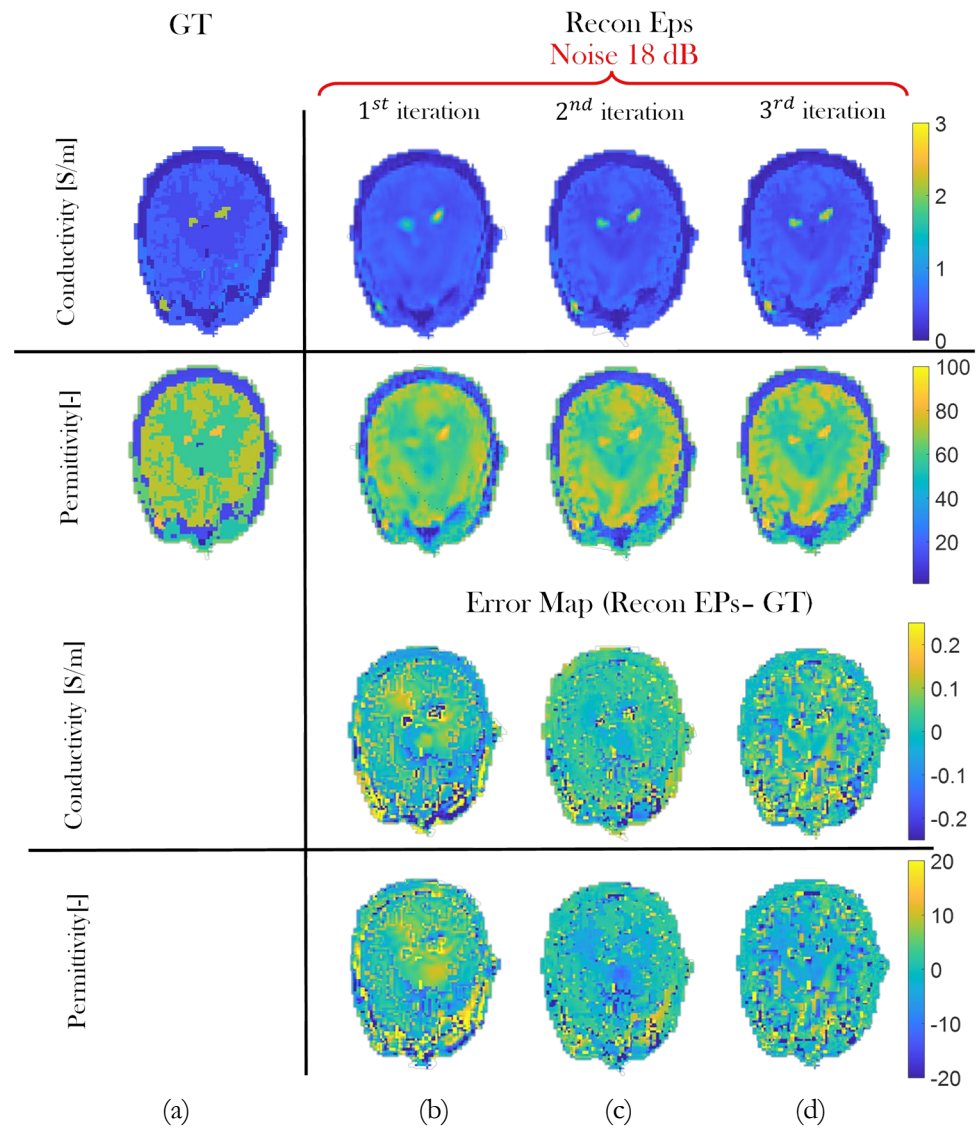 GT
Recon Eps
Noise 18 dB
1st iteration
2nd iteration
3rd iteration
Conductivity [S/m]
3
2
1
0
Permittivity[-]
100
80
60
40
20
Error Map (Recon EPs– GT)
Conductivity [S/m]
0.2
0.1
0
-0.1
-0.2
Permittivity[-]
20
10
0
-10
-20
(a)
(b)
(c)
(d)